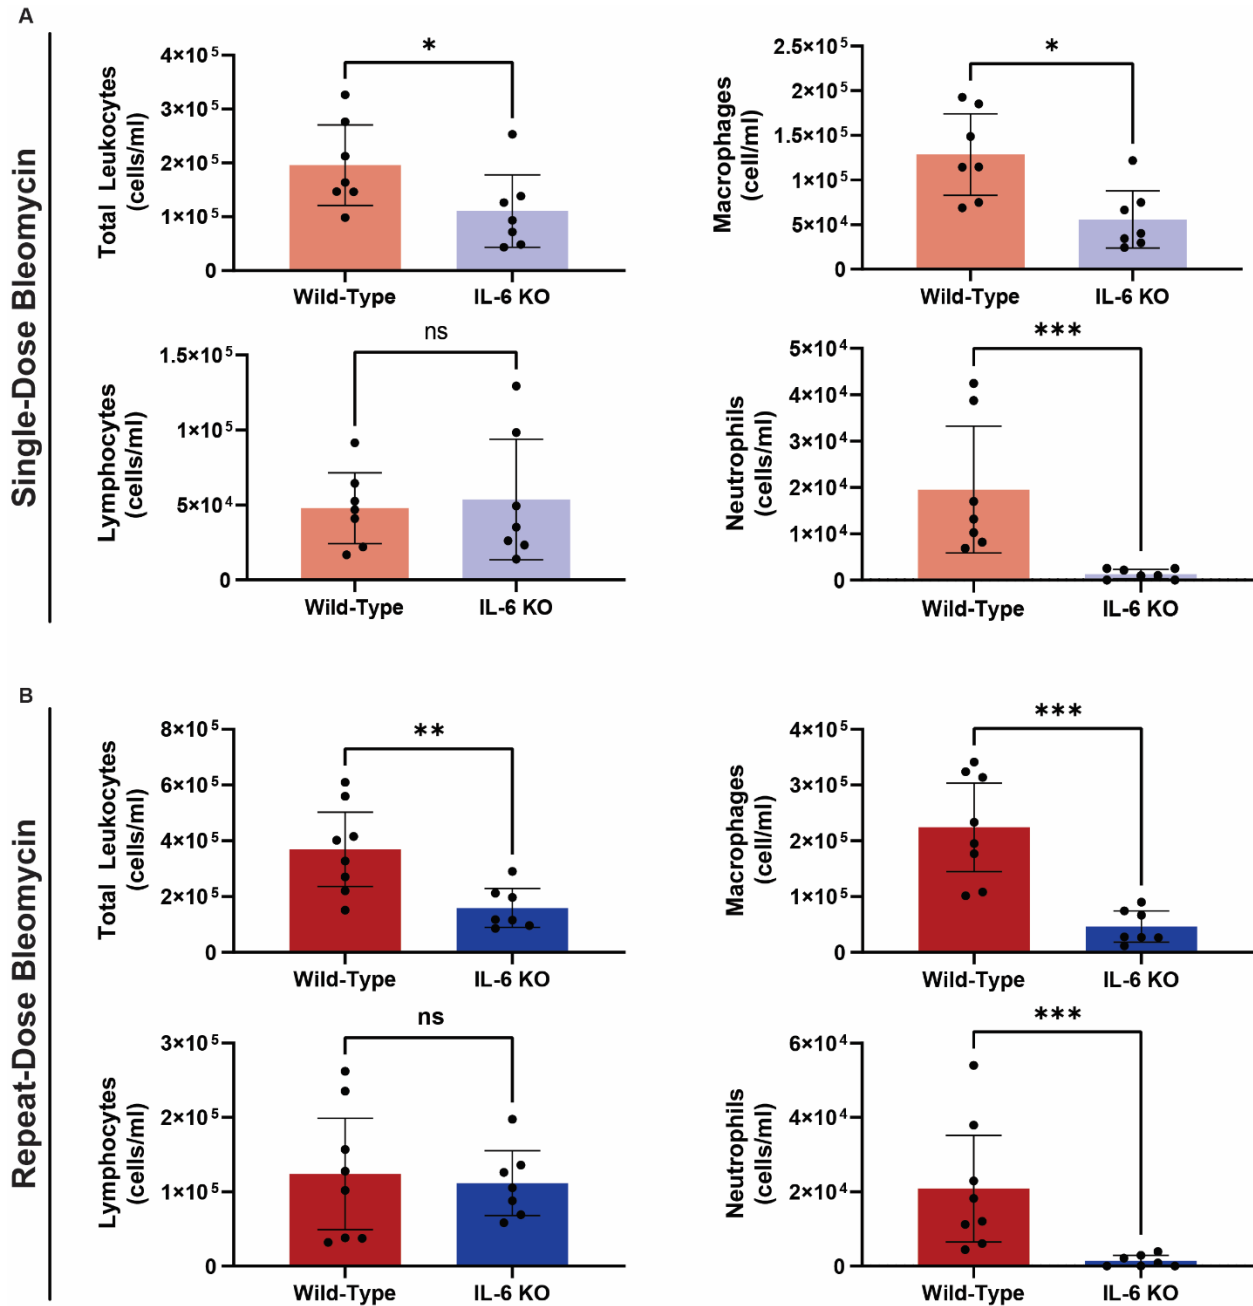 A
Single-Dose Bleomycin
Total Leukocytes
(cells/ml)
4×10⁵
3×10⁵
2×10⁵
1×10⁵
0
*
Wild-Type
IL-6 KO
Macrophages
(cell/ml)
2.5×10⁵
2×10⁵
1.5×10⁵
1×10⁵
5×10⁴
0
*
Wild-Type
IL-6 KO
Lymphocytes
(cells/ml)
1.5×10⁵
1×10⁵
5×10⁴
0
ns
Wild-Type
IL-6 KO
Neutrophils
(cells/ml)
5×10⁴
4×10⁴
3×10⁴
2×10⁴
1×10⁴
0
***
Wild-Type
IL-6 KO
B
Repeat-Dose Bleomycin
Total Leukocytes
(cells/ml)
8×10⁵
6×10⁵
4×10⁵
2×10⁵
0
**
Wild-Type
IL-6 KO
Macrophages
(cell/ml)
4×10⁵
3×10⁵
2×10⁵
1×10⁵
0
***
Wild-Type
IL-6 KO
Lymphocytes
(cells/ml)
3×10⁵
2×10⁵
1×10⁵
0
ns
Wild-Type
IL-6 KO
Neutrophils
(cells/ml)
6×10⁴
4×10⁴
2×10⁴
0
***
Wild-Type
IL-6 KO